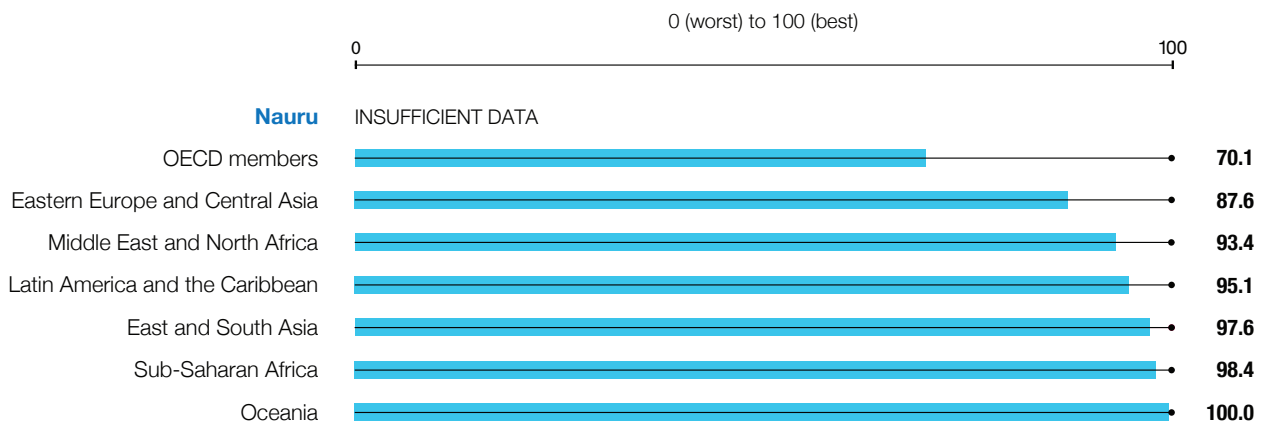 0 (worst) to 100 (best)
0 100
Nauru INSUFFICIENT DATA
OECD members 70.1
Eastern Europe and Central Asia 87.6
Middle East and North Africa 93.4
Latin America and the Caribbean 95.1
East and South Asia 97.6
Sub-Saharan Africa 98.4
Oceania 100.0